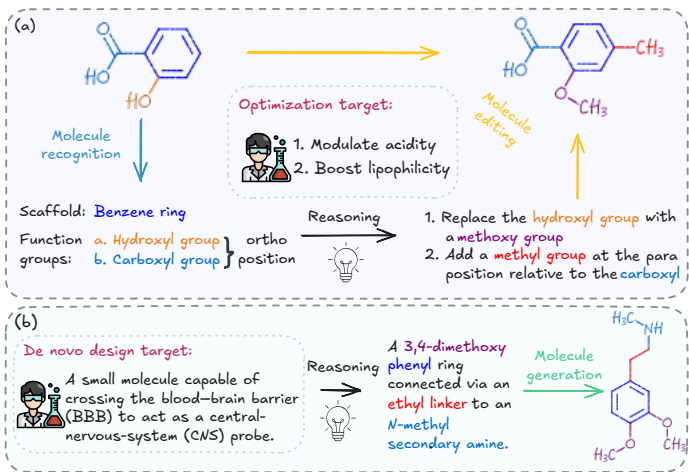 (a)
O
HO
HO
Optimization target:
1. Modulate acidity
2. Boost lipophilicity
O
HO
CH₃
O
CH₃
Molecule
editing
Molecule
recognition
Scaffold: Benzene ring
Function
groups:
a. Hydroxyl group
b. Carboxyl group
} ortho
position
Reasoning
1. Replace the hydroxyl group with
a methoxy group
2. Add a methyl group at the para
position relative to the carboxyl
(b)
De novo design target:
A small molecule capable of
crossing the blood–brain barrier
(BBB) to act as a central-
nervous-system (CNS) probe.
Reasoning
A 3,4-dimethoxy
phenyl ring
connected via an
ethyl linker to an
N-methyl
secondary amine.
Molecule
generation
H₃C
NH
O
O
H₃C
CH₃